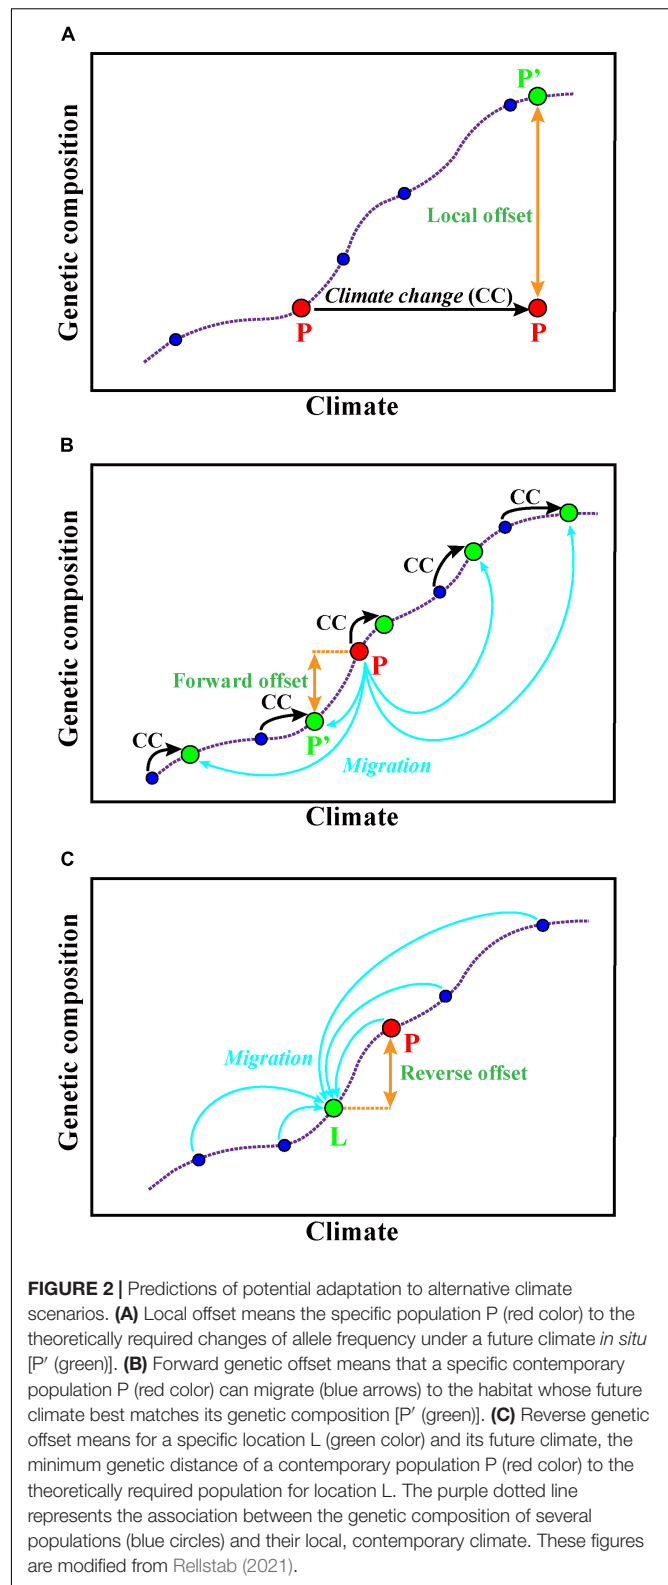 A
P’
Genetic composition
Local offset
Climate change (CC)
P
P
Climate
B
CC
CC
CC
Genetic composition
P
Forward offset
CC
P’
CC
Migration
Climate
C
Genetic composition
P
Migration
Reverse offset
L
Climate
FIGURE 2 | Predictions of potential adaptation to alternative climate
scenarios. (A) Local offset means the specific population P (red color) to the
theoretically required changes of allele frequency under a future climate in situ
[P′ (green)]. (B) Forward genetic offset means that a specific contemporary
population P (red color) can migrate (blue arrows) to the habitat whose future
climate best matches its genetic composition [P′ (green)]. (C) Reverse genetic
offset means for a specific location L (green color) and its future climate, the
minimum genetic distance of a contemporary population P (red color) to the
theoretically required population for location L. The purple dotted line
represents the association between the genetic composition of several
populations (blue circles) and their local, contemporary climate. These figures
are modified from Rellstab (2021).